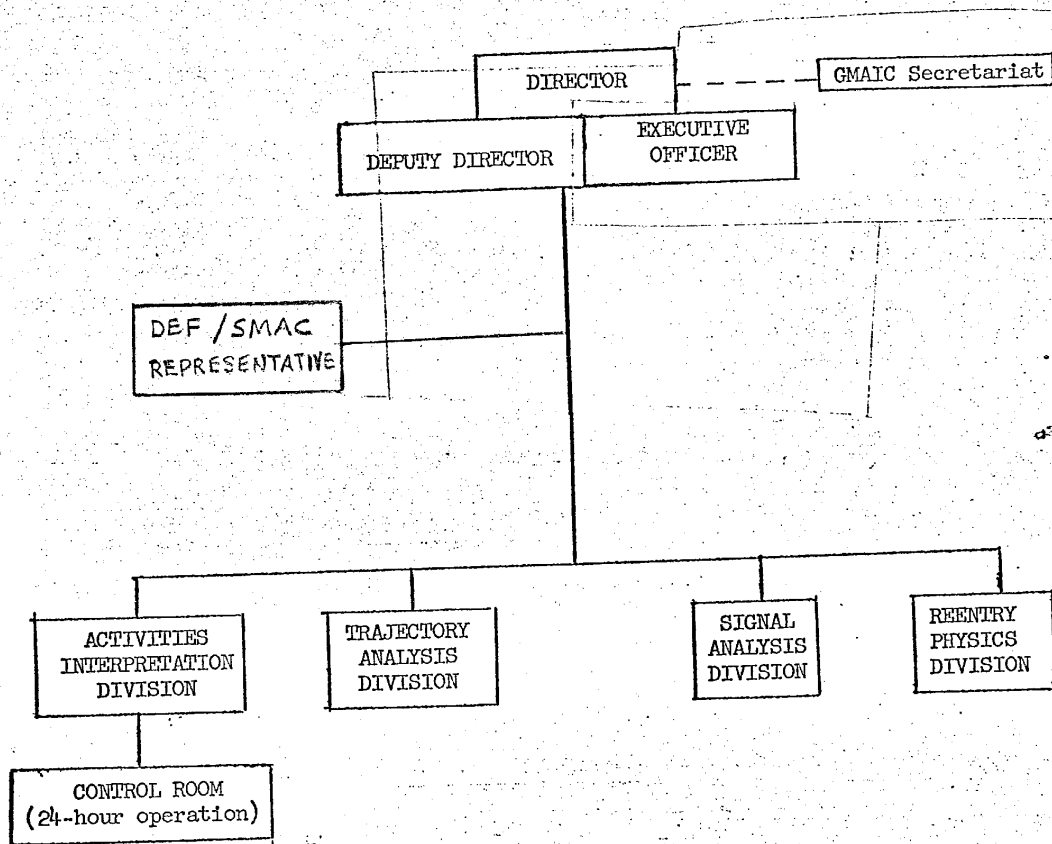 DIRECTOR
GMAIC Secretariat
DEPUTY DIRECTOR
EXECUTIVE
OFFICER
DEF/SMAC
REPRESENTATIVE
ACTIVITIES
INTERPRETATION
DIVISION
TRAJECTORY
ANALYSIS
DIVISION
SIGNAL
ANALYSIS
DIVISION
REENTRY
PHYSICS
DIVISION
CONTROL ROOM
(24-hour operation)